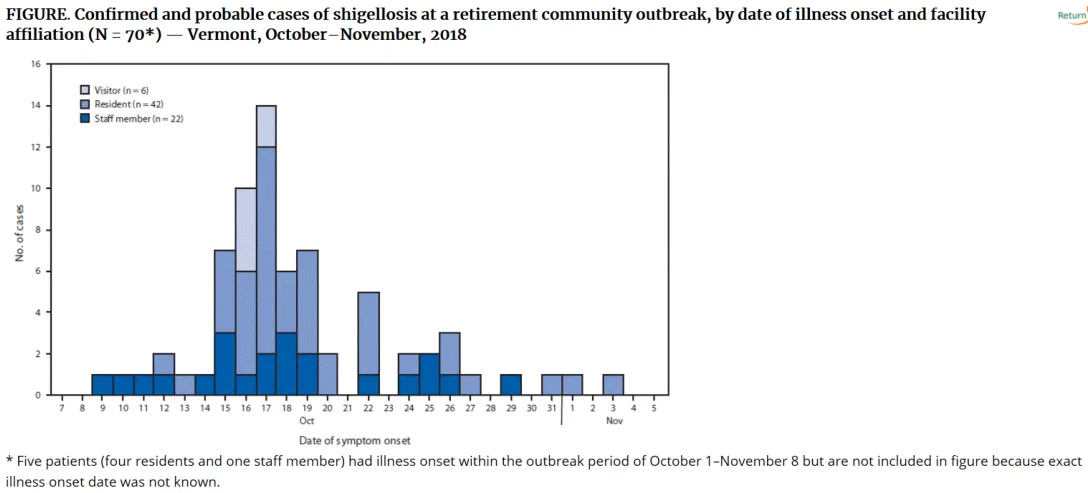 FIGURE. Confirmed and probable cases of shigellosis at a retirement community outbreak, by date of illness onset and facility
affiliation (N = 70*) — Vermont, October–November, 2018
Return
16
14
12
10
8
6
4
2
0
No. of cases
Visitor (n = 6)
Resident (n = 42)
Staff member (n = 22)
7 8 9 10 11 12 13 14 15 16 17 18 19 20 21 22 23 24 25 26 27 28 29 30 31 1 2 3 4 5
Oct Nov
Date of symptom onset
* Five patients (four residents and one staff member) had illness onset within the outbreak period of October 1–November 8 but are not included in figure because exact
illness onset date was not known.